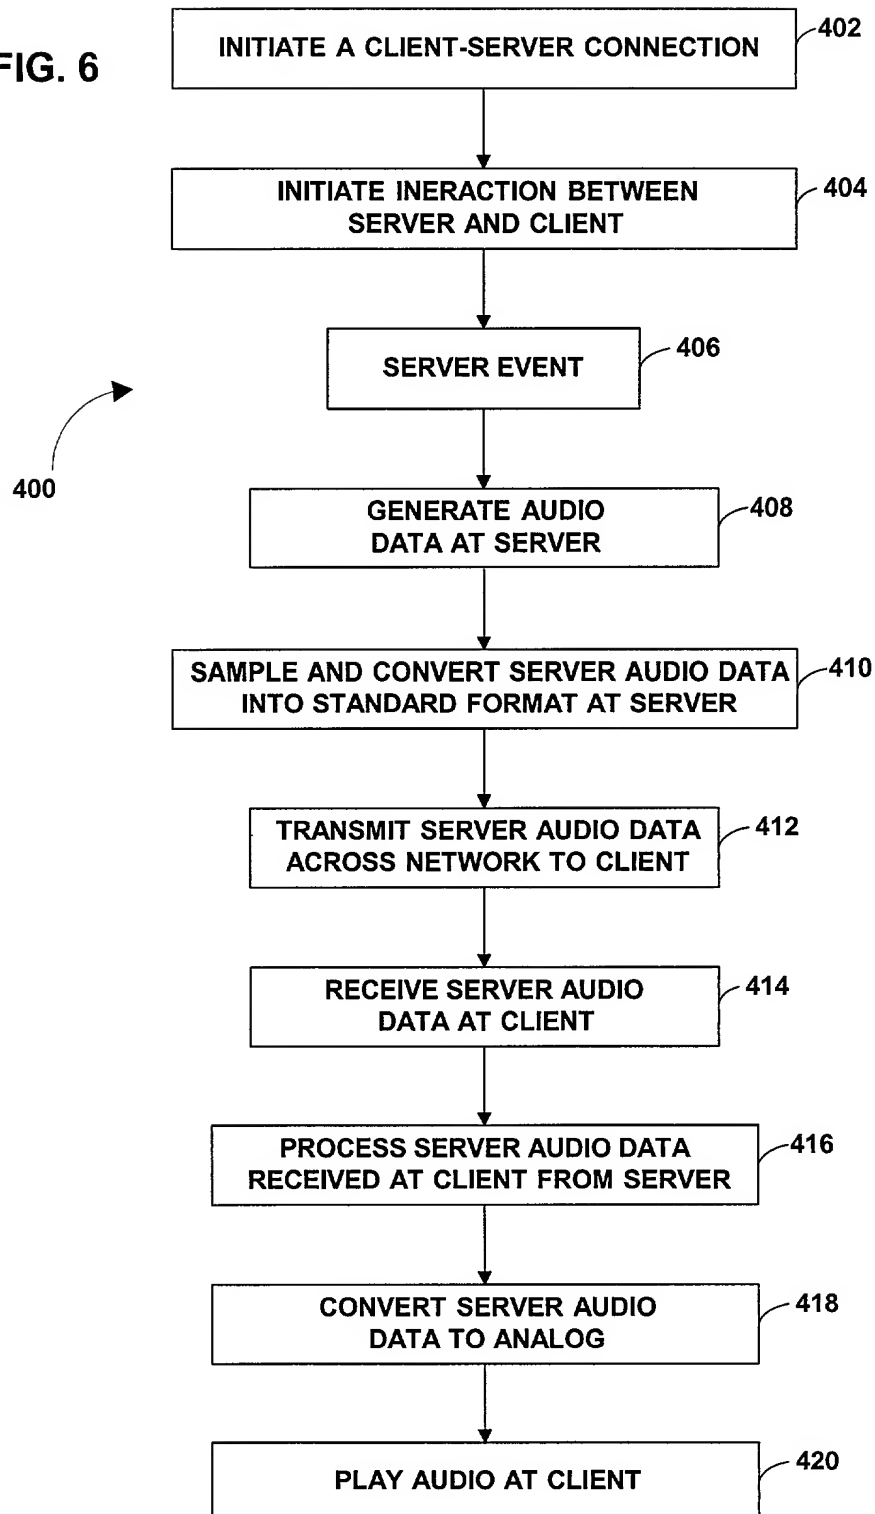 FIG. 6
INITIATE A CLIENT-SERVER CONNECTION
402
INITIATE INERACTION BETWEEN
SERVER AND CLIENT
404
SERVER EVENT
406
400
GENERATE AUDIO
DATA AT SERVER
408
SAMPLE AND CONVERT SERVER AUDIO DATA
INTO STANDARD FORMAT AT SERVER
410
TRANSMIT SERVER AUDIO DATA
ACROSS NETWORK TO CLIENT
412
RECEIVE SERVER AUDIO
DATA AT CLIENT
414
PROCESS SERVER AUDIO DATA
RECEIVED AT CLIENT FROM SERVER
416
CONVERT SERVER AUDIO
DATA TO ANALOG
418
PLAY AUDIO AT CLIENT
420